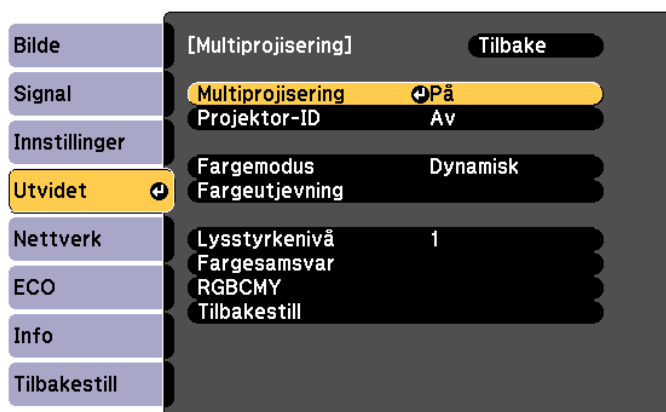 Bilde
Signal
Innstillinger
Utvidet
Nettverk
ECO
Info
Tilbakestill
[Multiprojisering] Tilbake
Multiprojisering På
Projektor-ID Av
Fargemodus Dynamisk
Fargeutjevning
Lysstyrkenivå 1
Fargesamsvar
RGBCMY
Tilbakestill